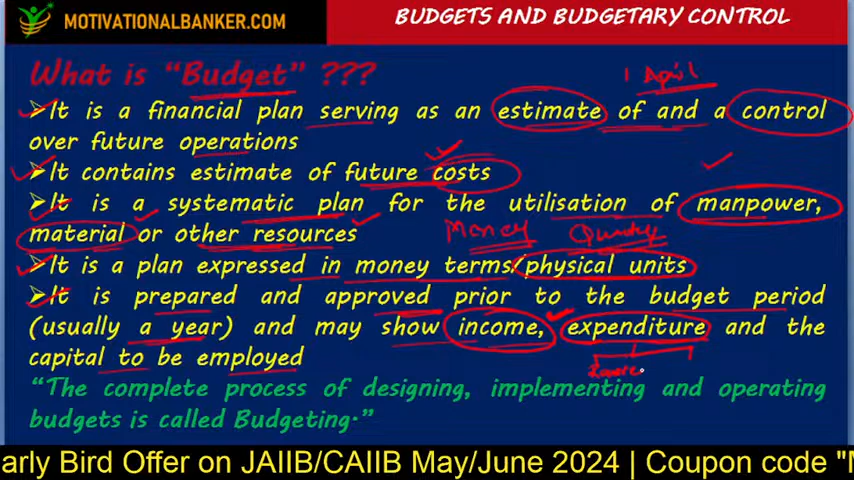 MOTIVATIONALBANKER.COM
BUDGETS AND BUDGETARY CONTROL
What is "Budget" ???
1 April
➢It is a financial plan serving as an estimate of and a control
over future operations
➢It contains estimate of future costs
➢It is a systematic plan for the utilisation of manpower,
material or other resources
Money Quantity
➢It is a plan expressed in money terms/physical units
➢It is prepared and approved prior to the budget period
(usually a year) and may show income, expenditure and the
capital to be employed
"The complete process of designing, implementing and operating
budgets is called Budgeting."
arly Bird Offer on JAIIB/CAIIB May/June 2024 | Coupon code "M